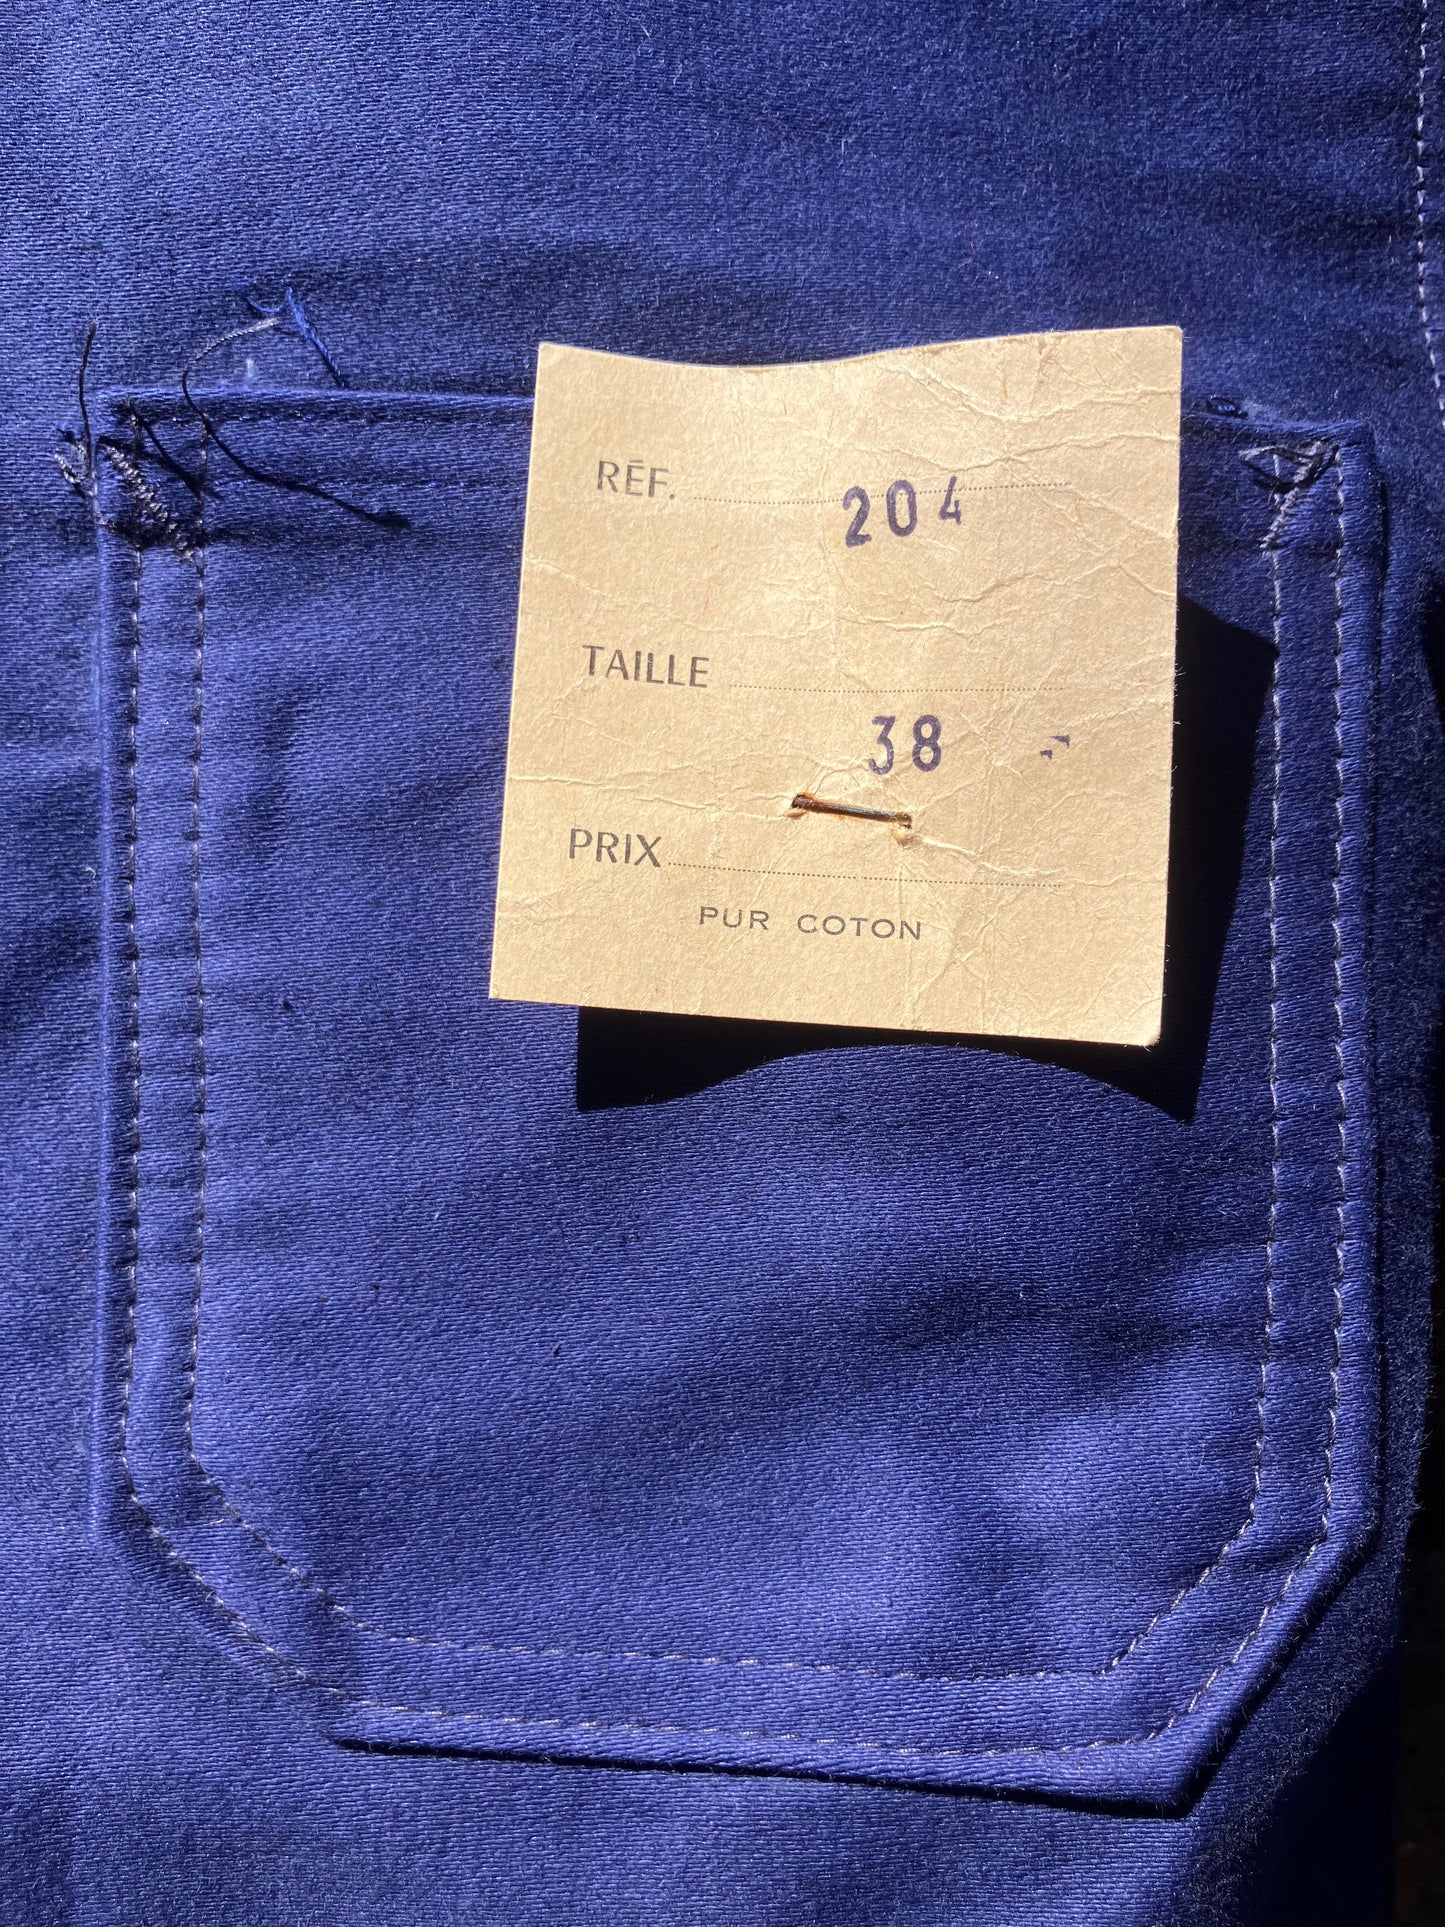 RÉF. 204
TAILLE
38
PRIX
PUR COTON